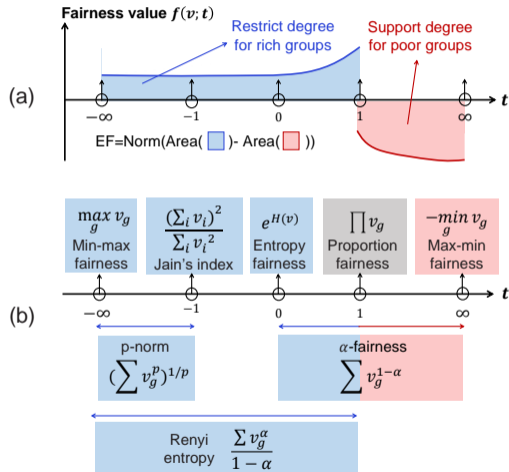 Fairness value f(v; t)
Restrict degree
for rich groups
Support degree
for poor groups
(a)
−∞ −1 0 1 ∞ t
EF=Norm(Area( )- Area( ))
max_g v_g
Min-max
fairness
(∑_i v_i)^2 / ∑_i v_i^2
Jain's index
e^{H(v)}
Entropy
fairness
∏ v_g
Proportion
fairness
−min_g v_g
Max-min
fairness
(b)
−∞ −1 0 1 ∞ t
p-norm
(∑ v_g^p)^{1/p}
α-fairness
∑ v_g^{1−α}
Renyi
entropy
∑ v_g^α / 1 − α